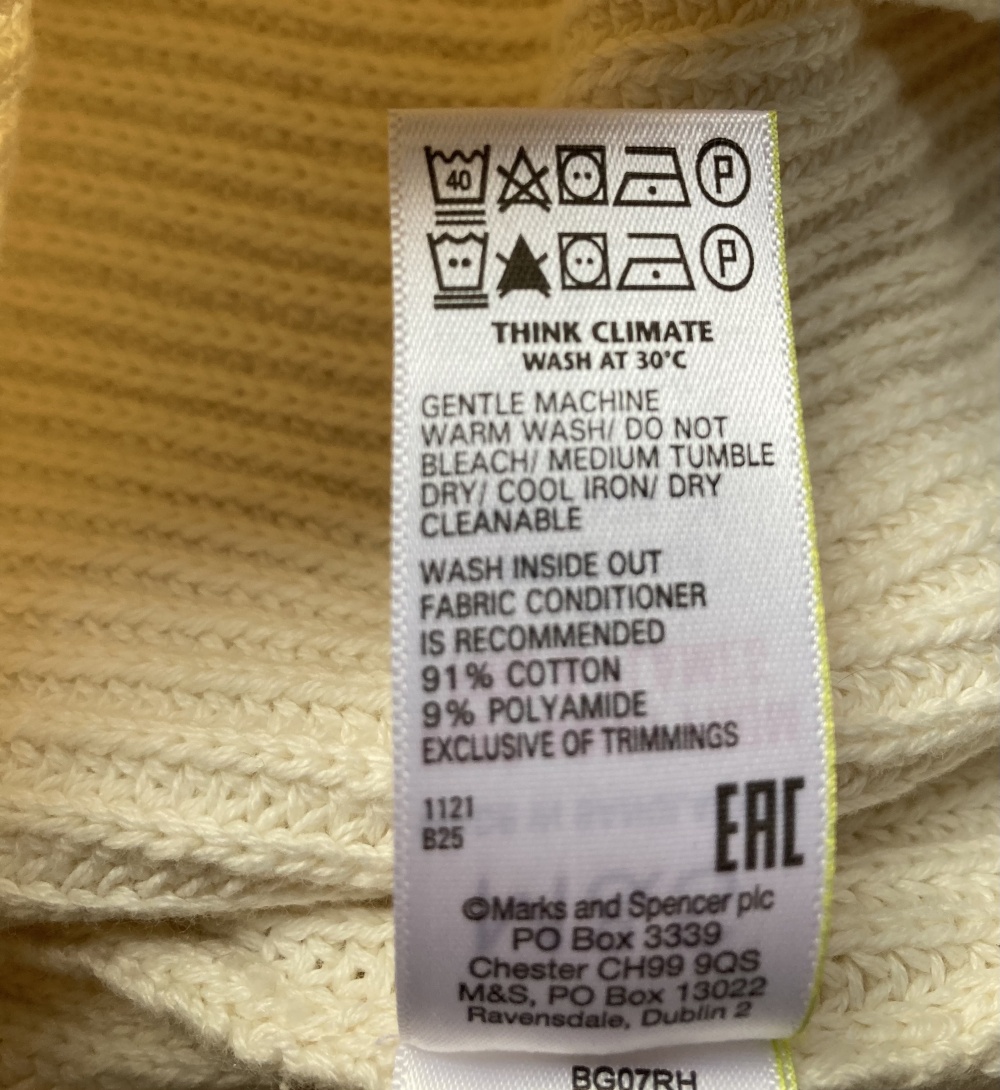 40
P
P
THINK CLIMATE
WASH AT 30°C
GENTLE MACHINE
WARM WASH/ DO NOT
BLEACH/ MEDIUM TUMBLE
DRY/ COOL IRON/ DRY
CLEANABLE
WASH INSIDE OUT
FABRIC CONDITIONER
IS RECOMMENDED
91% COTTON
9% POLYAMIDE
EXCLUSIVE OF TRIMMINGS
1121
B25
EAC
©Marks and Spencer plc
PO Box 3339
Chester CH99 9QS
M&S, PO Box 13022
Ravensdale, Dublin 2
BG07RH